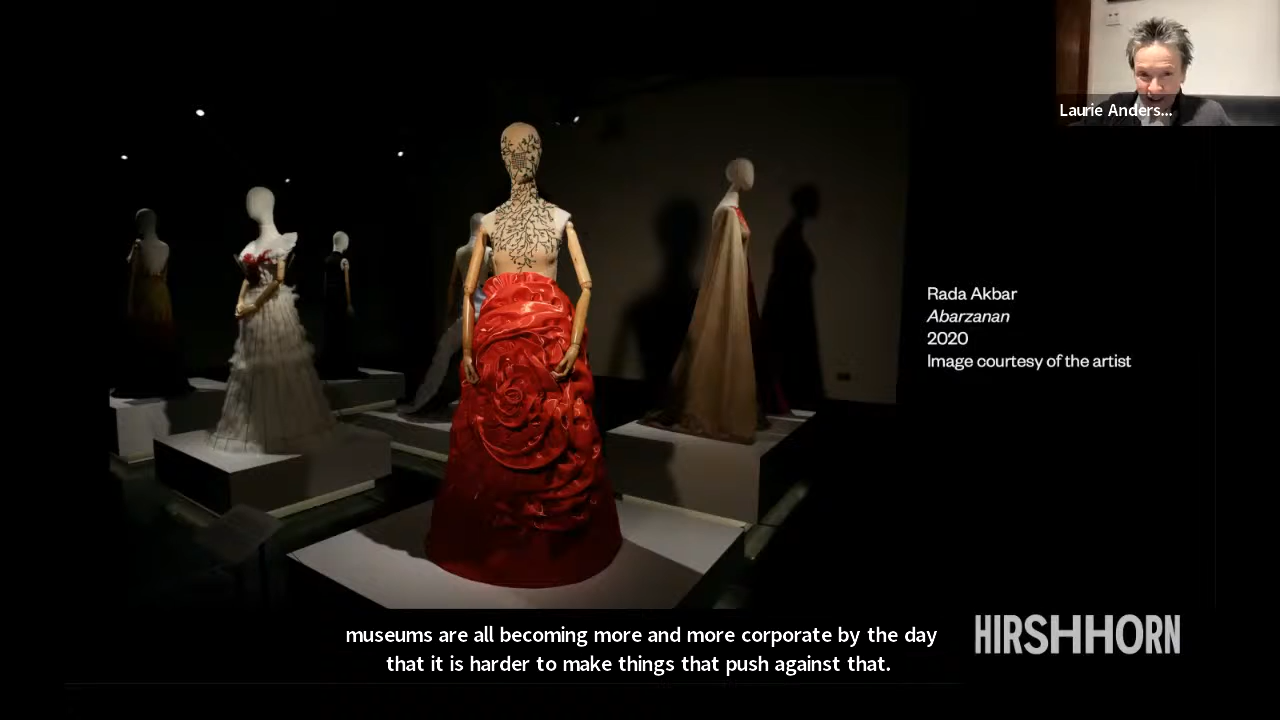 Laurie Anders...
Rada Akbar
Abarzanan
2020
Image courtesy of the artist
museums are all becoming more and more corporate by the day
that it is harder to make things that push against that.
HIRSHHORN